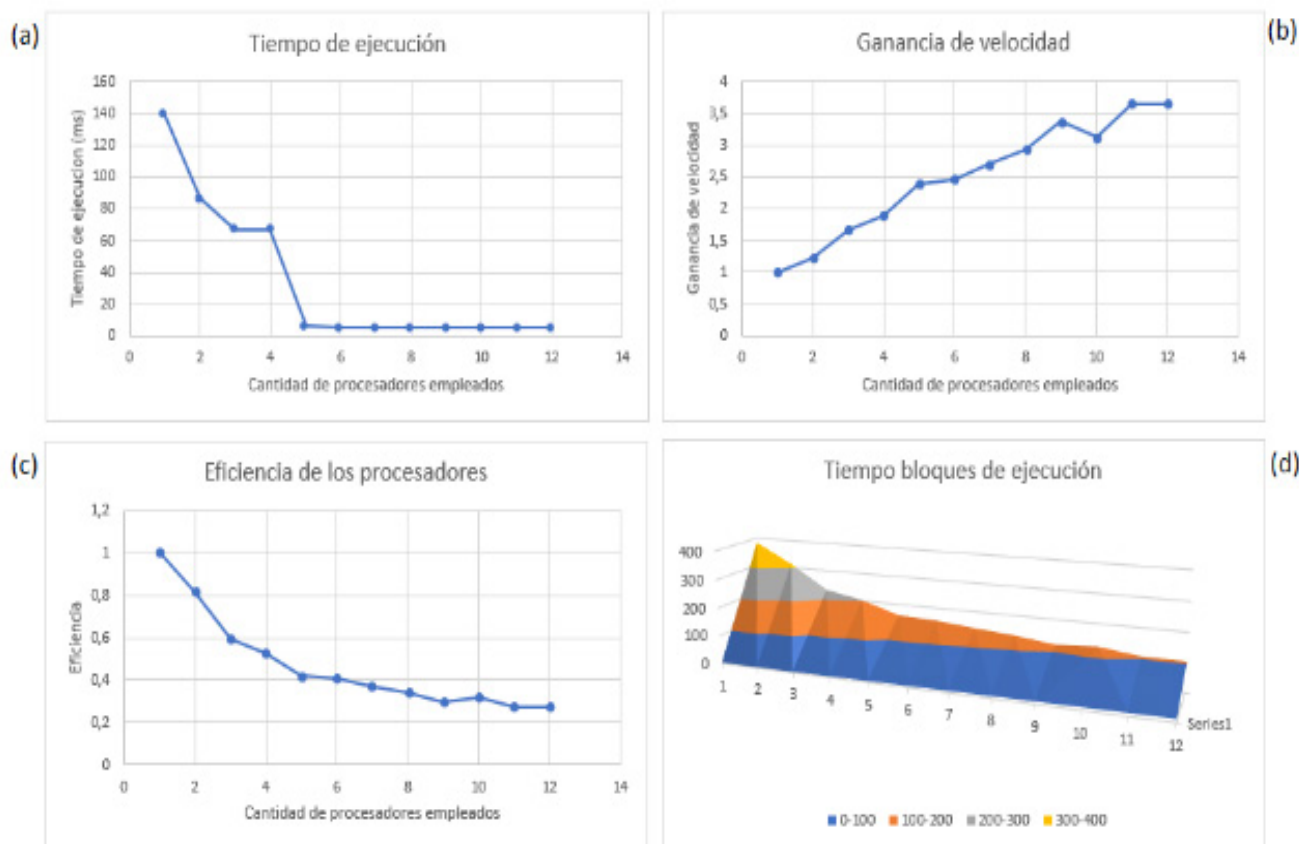 (a)
Tiempo de ejecución
160
140
120
100
80
60
40
20
0
0 2 4 6 8 10 12 14
Tiempo de ejecucion (ms)
Cantidad de procesadores empleados
(b)
Ganancia de velocidad
4
3,5
3
2,5
2
1,5
1
0,5
0
0 2 4 6 8 10 12 14
Ganancia de velocidad
Cantidad de procesadores empleados
(c)
Eficiencia de los procesadores
1,2
1
0,8
0,6
0,4
0,2
0
0 2 4 6 8 10 12 14
Eficiencia
Cantidad de procesadores empleados
(d)
Tiempo bloques de ejecución
400
300
200
100
0
1 2 3 4 5 6 7 8 9 10 11 12
Series1
0-100 100-200 200-300 300-400